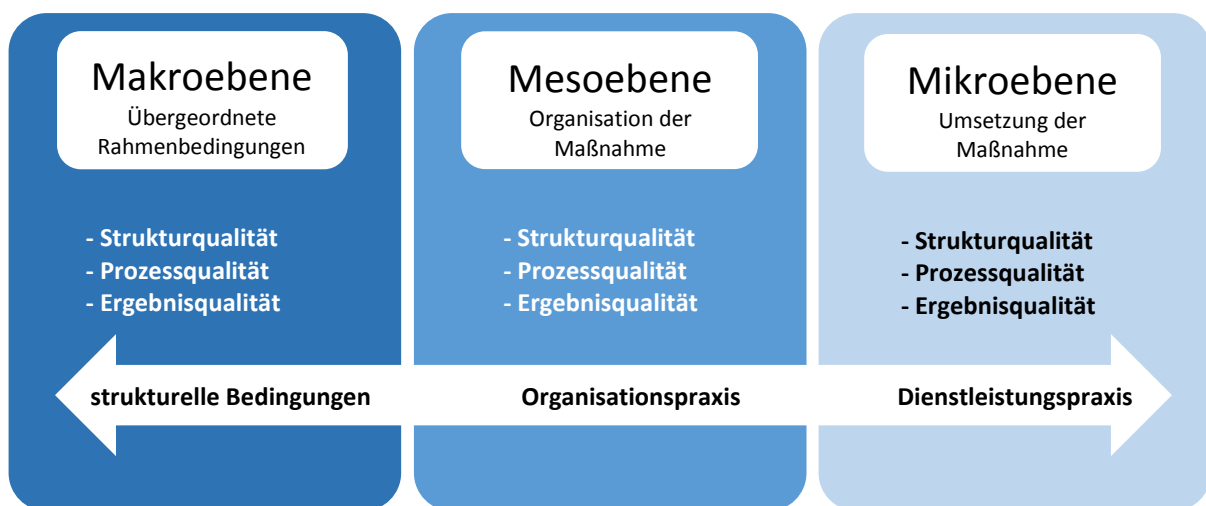 Makroebene
Übergeordnete
Rahmenbedingungen
- Strukturqualität
- Prozessqualität
- Ergebnisqualität
Mesoebene
Organisation der
Maßnahme
- Strukturqualität
- Prozessqualität
- Ergebnisqualität
Mikroebene
Umsetzung der
Maßnahme
- Strukturqualität
- Prozessqualität
- Ergebnisqualität
strukturelle Bedingungen
Organisationspraxis
Dienstleistungspraxis